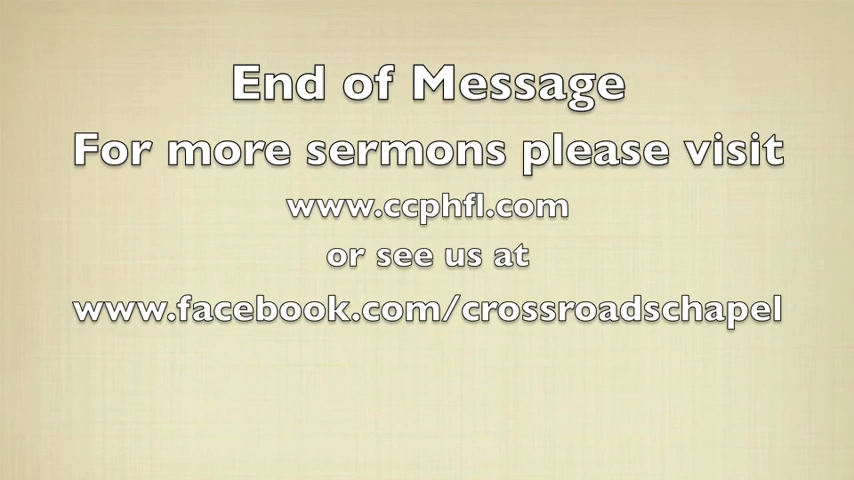 End of Message
For more sermons please visit
www.ccphfl.com
or see us at
www.facebook.com/crossroadschapel